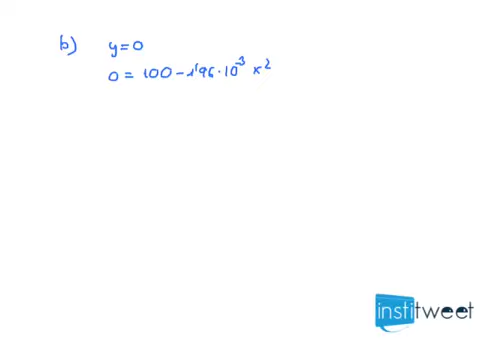 b) y=0
0 = 100 - 1'96·10⁻³ x²
institweet